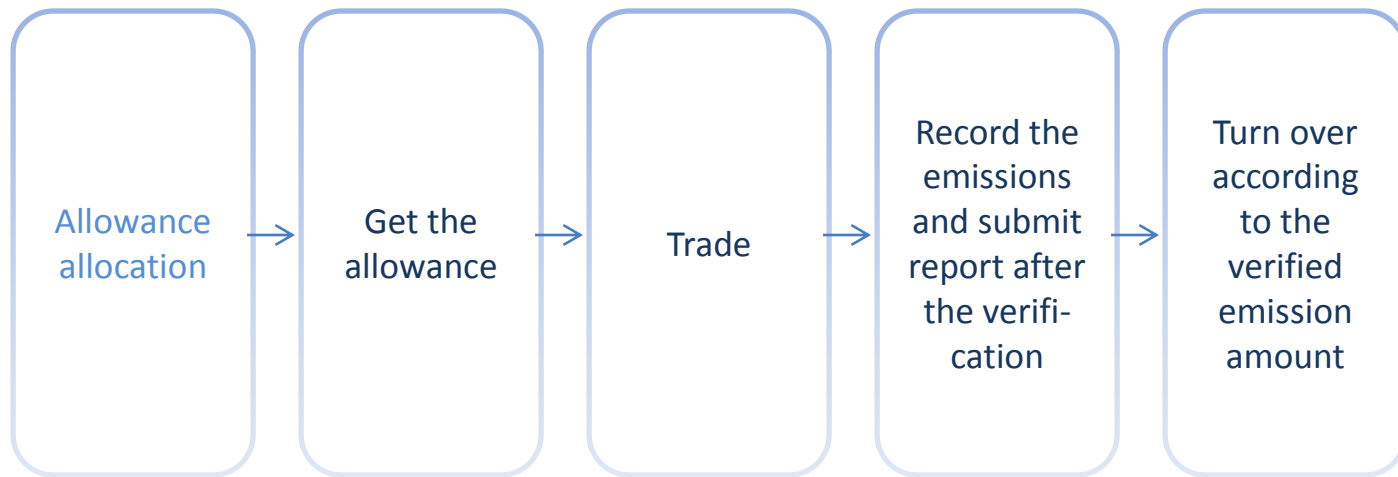 Allowance
allocation
Get the
allowance
Trade
Record the
emissions
and submit
report after
the verifi-
cation
Turn over
according
to the
verified
emission
amount